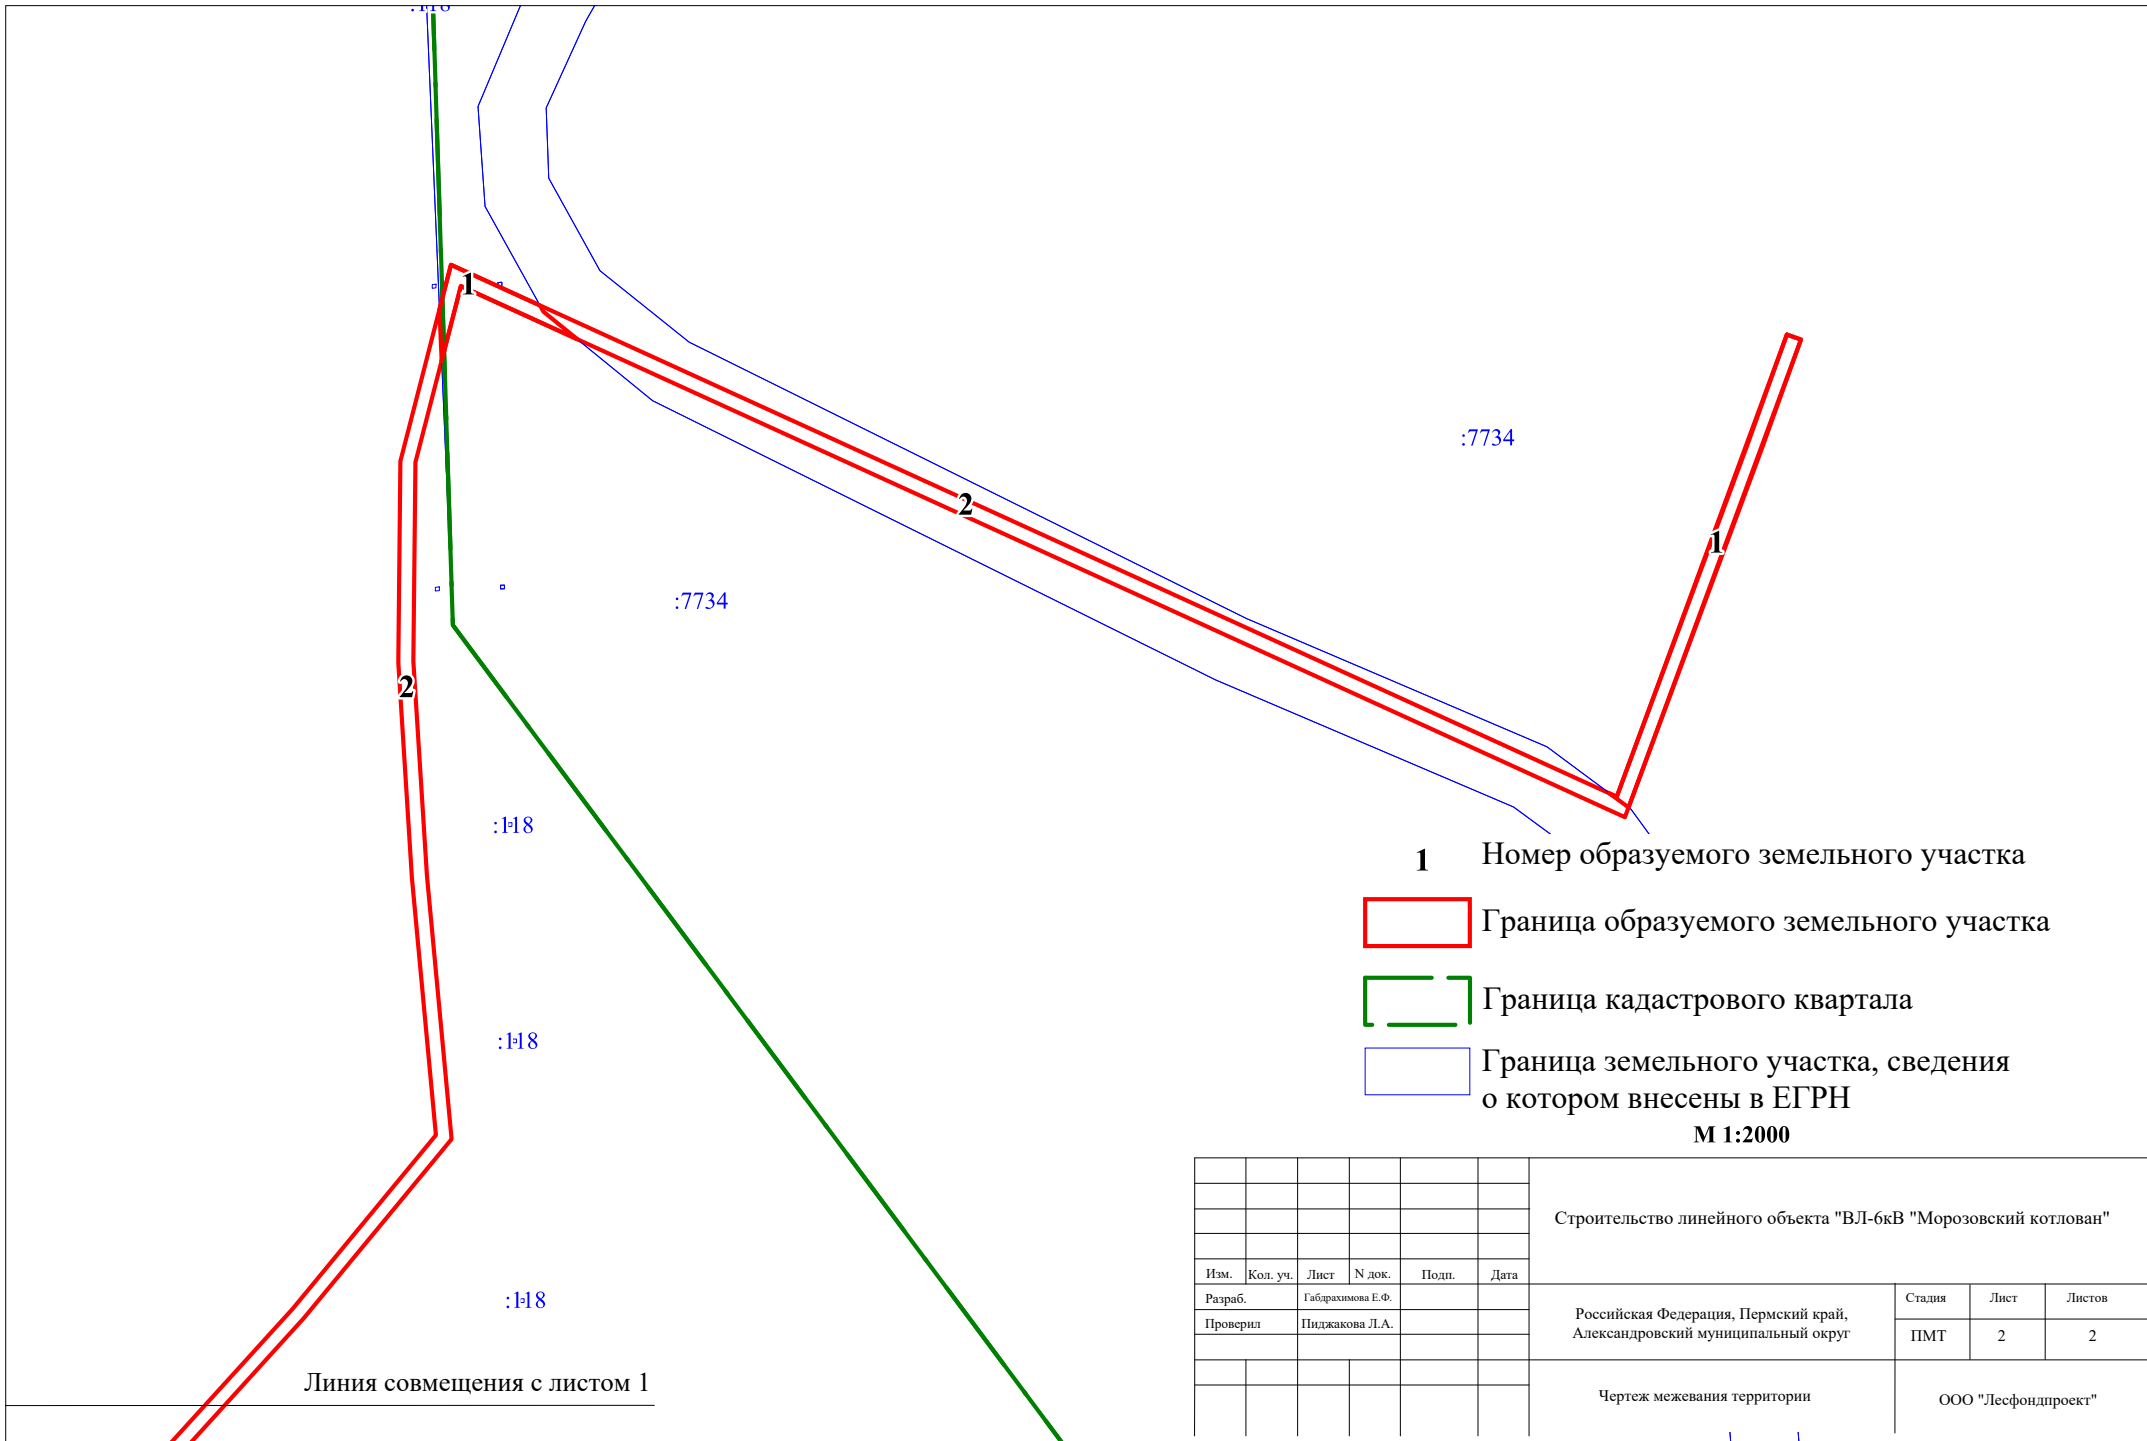 :118
1
:7734
2
1
:7734
2
:118
1 Номер образуемого земельного участка
Граница образуемого земельного участка
Граница кадастрового квартала
:118
Граница земельного участка, сведения
о котором внесены в ЕГРН
М 1:2000
Строительство линейного объекта "ВЛ-6кВ "Морозовский котлован"
Изм. Кол. уч. Лист N док. Подп. Дата
Разраб. Габдрахимова Е.Ф.
Проверил Пиджакова Л.А.
Российская Федерация, Пермский край,
Александровский муниципальный округ
Стадия Лист Листов
ПМТ 2 2
:118
Линия совмещения с листом 1
Чертеж межевания территории
ООО "Лесфондпроект"